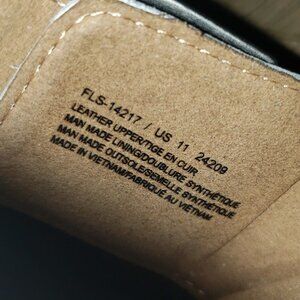 FLS-14217 / US 11 24209
LEATHER UPPER/TIGE EN CUIR
MAN MADE LINING/DOUBLURE SYNTHÉTIQUE
MAN MADE OUTSOLE/SEMELLE SYNTHÉTIQUE
MADE IN VIETNAM/FABRIQUÉ AU VIÊTNAM